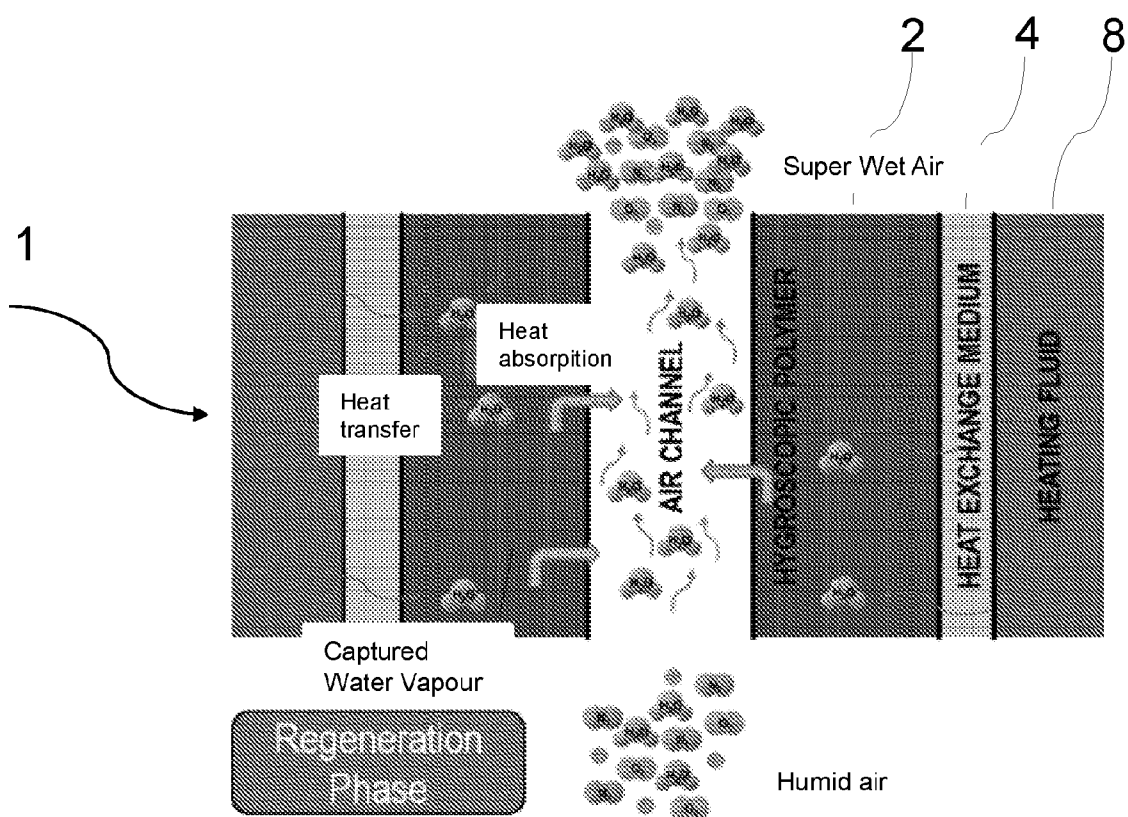 2 4 8
Super Wet Air
1
Heat
absorpition
Heat
transfer
AIR CHANNEL
HYGROSCOPIC POLYMER
HEAT EXCHANGE MEDIUM
HEATING FLUID
Captured
Water Vapour
Regeneration
Phase
Humid air